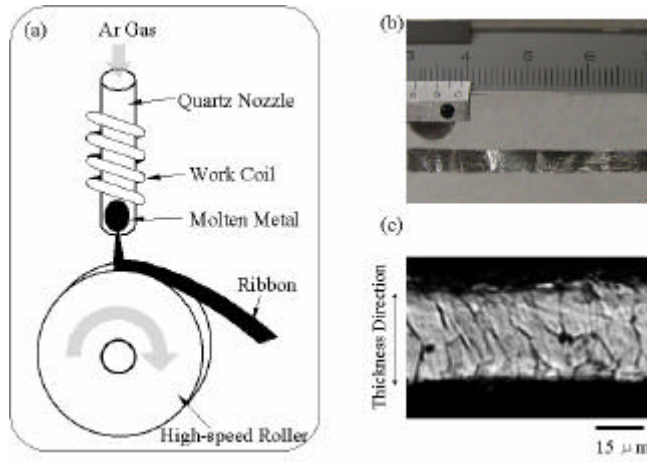 (a)
Ar Gas
Quartz Nozzle
Work Coil
Molten Metal
Ribbon
High-speed Roller
(b)
3 4 5 6
(c)
Thickness Direction
15 μm